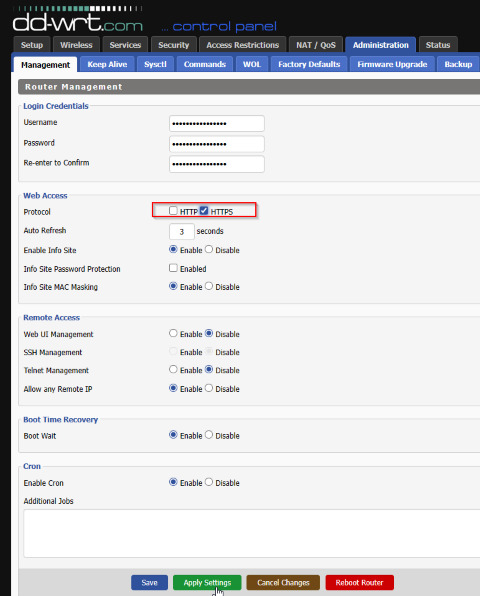 dd-wrt.com ... control panel
Setup Wireless Services Security Access Restrictions NAT / QoS Administration Status
Management Keep Alive Sysctl Commands WOL Factory Defaults Firmware Upgrade Backup
Router Management
Login Credentials
Username ••••••••••••••••
Password ••••••••••••••••
Re-enter to Confirm ••••••••••••••••
Web Access
Protocol HTTP HTTPS
Auto Refresh 3 seconds
Enable Info Site Enable Disable
Info Site Password Protection Enabled
Info Site MAC Masking Enable Disable
Remote Access
Web UI Management Enable Disable
SSH Management Enable Disable
Telnet Management Enable Disable
Allow any Remote IP Enable Disable
Boot Time Recovery
Boot Wait Enable Disable
Cron
Enable Cron Enable Disable
Additional Jobs
Save Apply Settings Cancel Changes Reboot Router